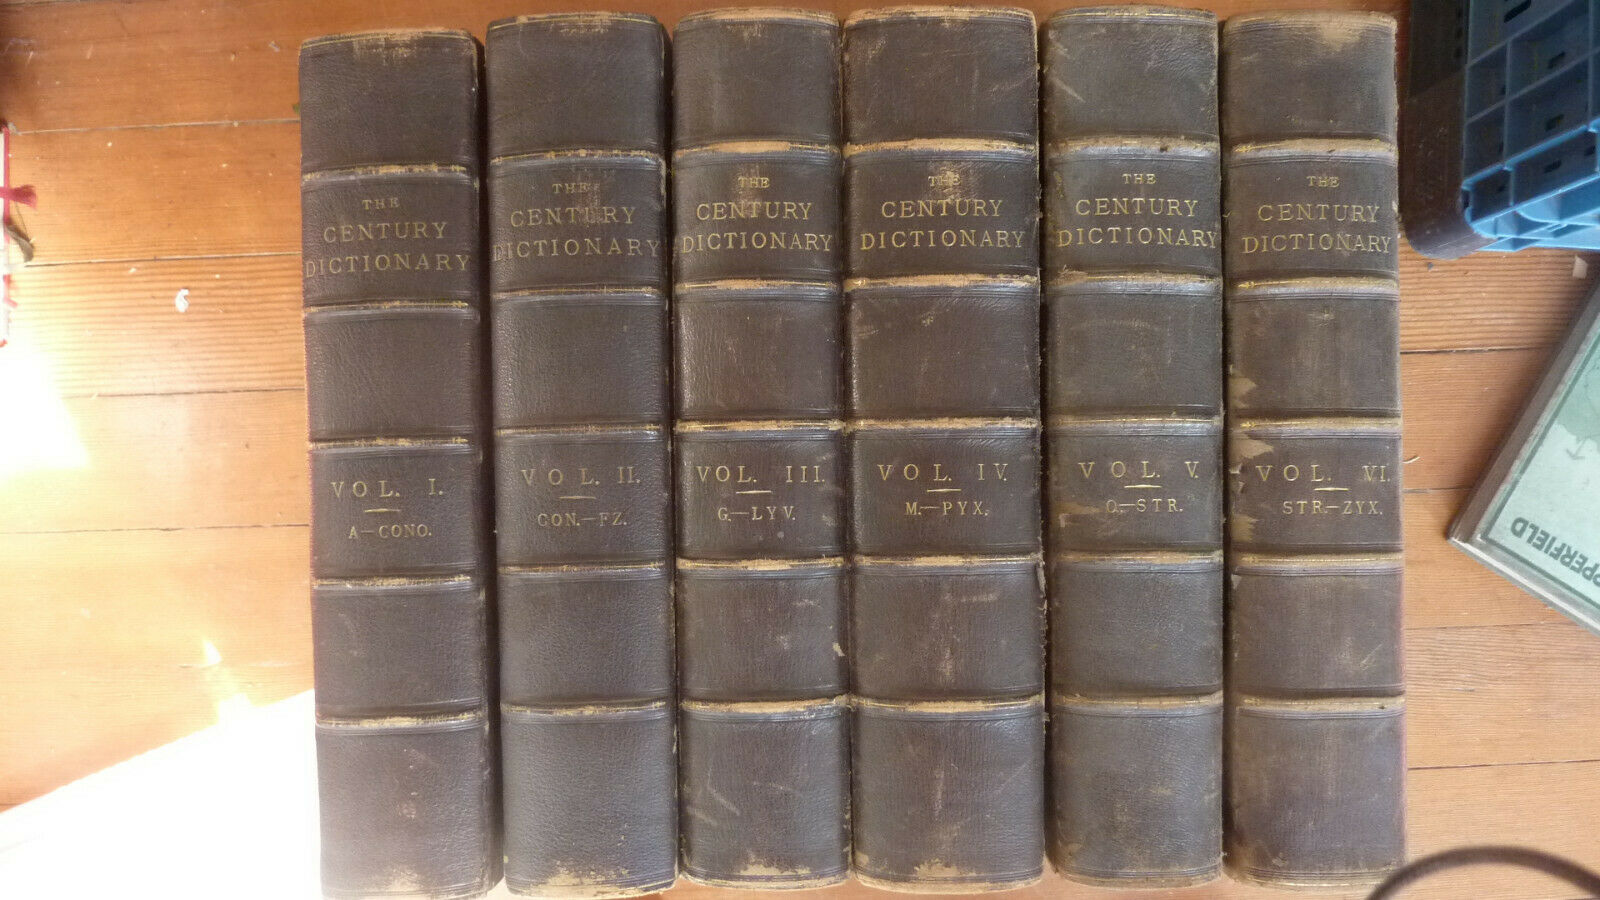 THE
CENTURY
DICTIONARY
VOL. I.
A—CONO.
THE
CENTURY
DICTIONARY
VOL. II.
CON.—FZ.
THE
CENTURY
DICTIONARY
VOL. III.
G.—LYV.
THE
CENTURY
DICTIONARY
VOL. IV.
M.—PYX.
THE
CENTURY
DICTIONARY
VOL. V.
Q.—STR.
THE
CENTURY
DICTIONARY
VOL. VI.
STR—ZYX.
PPERFIELD